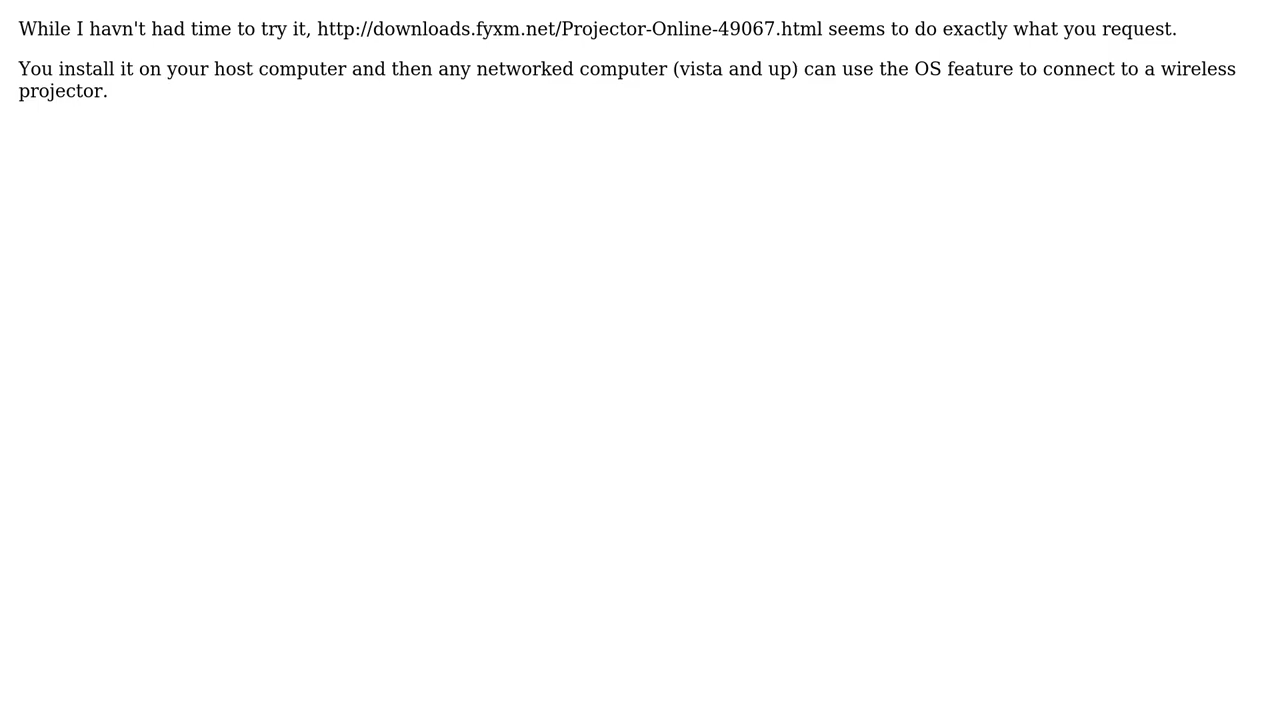 While I havn't had time to try it, http://downloads.fyxm.net/Projector-Online-49067.html seems to do exactly what you request.
You install it on your host computer and then any networked computer (vista and up) can use the OS feature to connect to a wireless
projector.